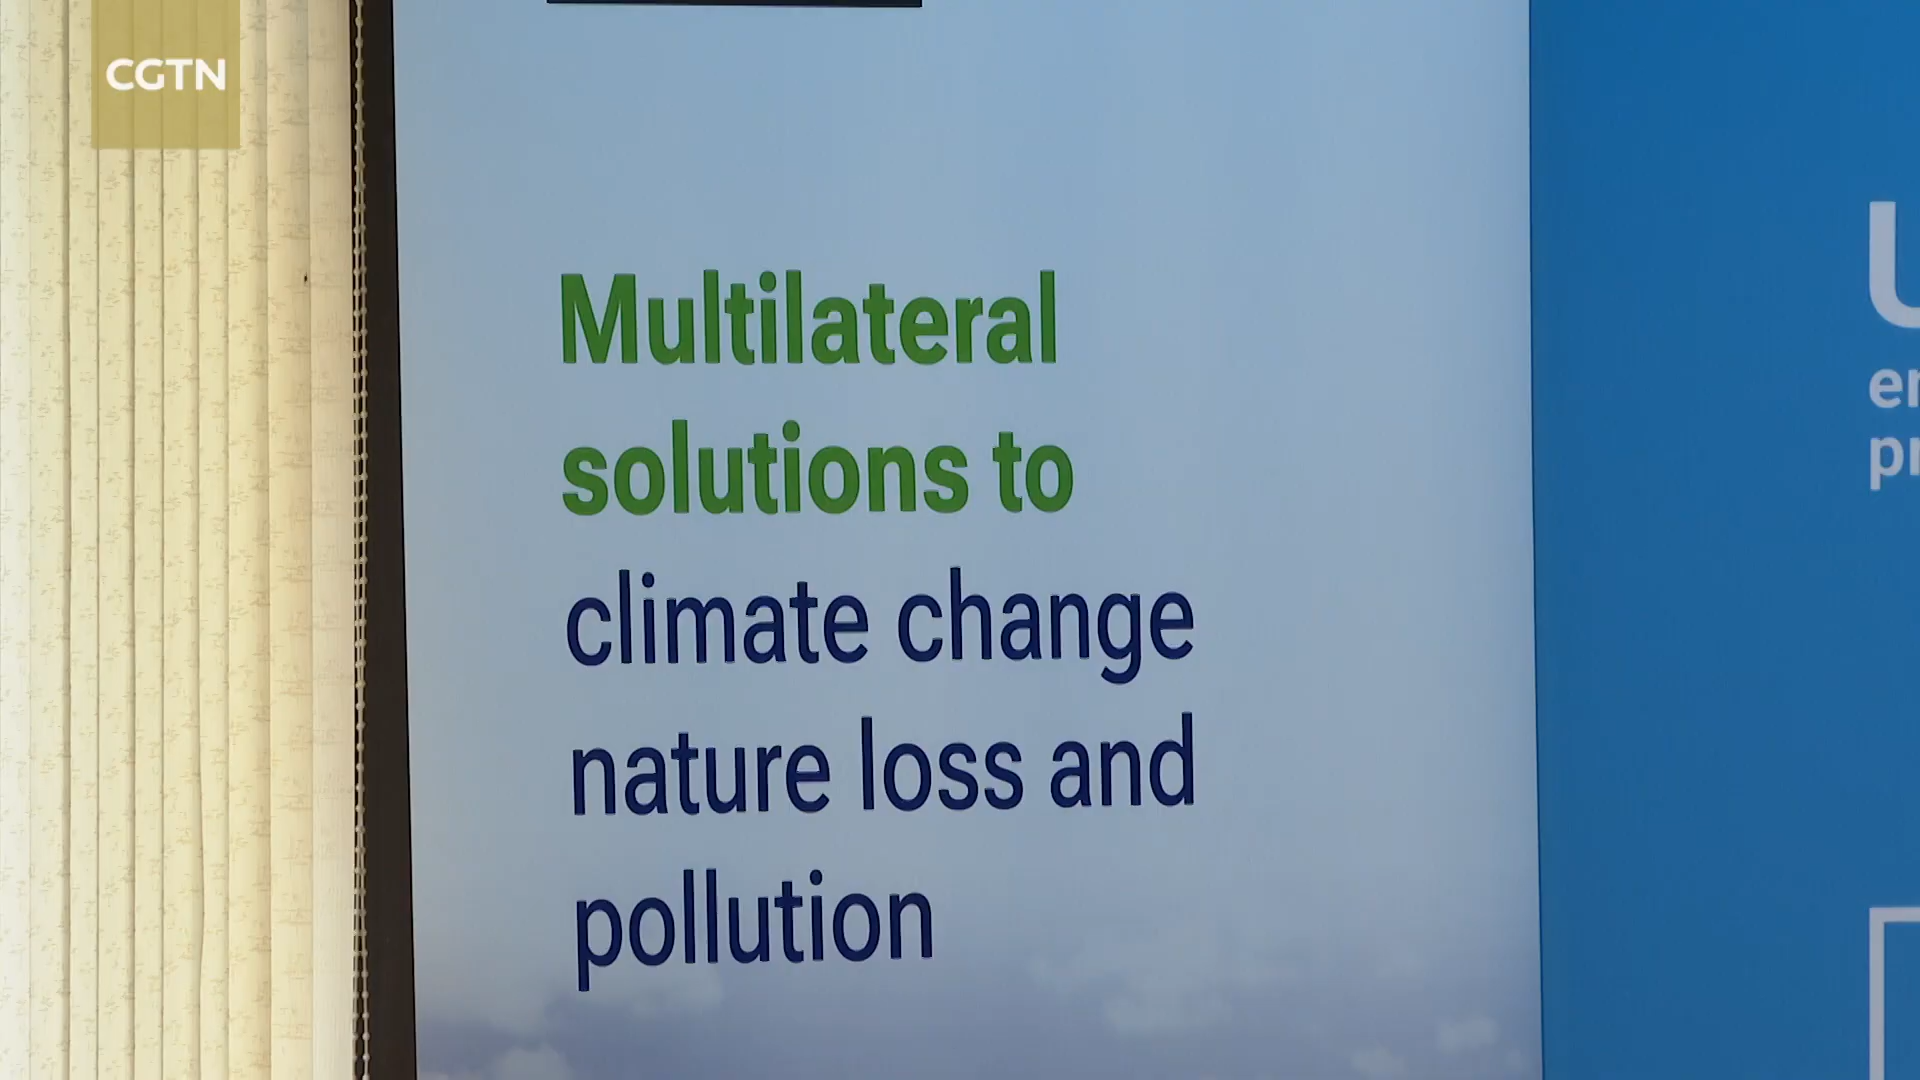 CGTN
Multilateral
solutions to
climate change
nature loss and
pollution